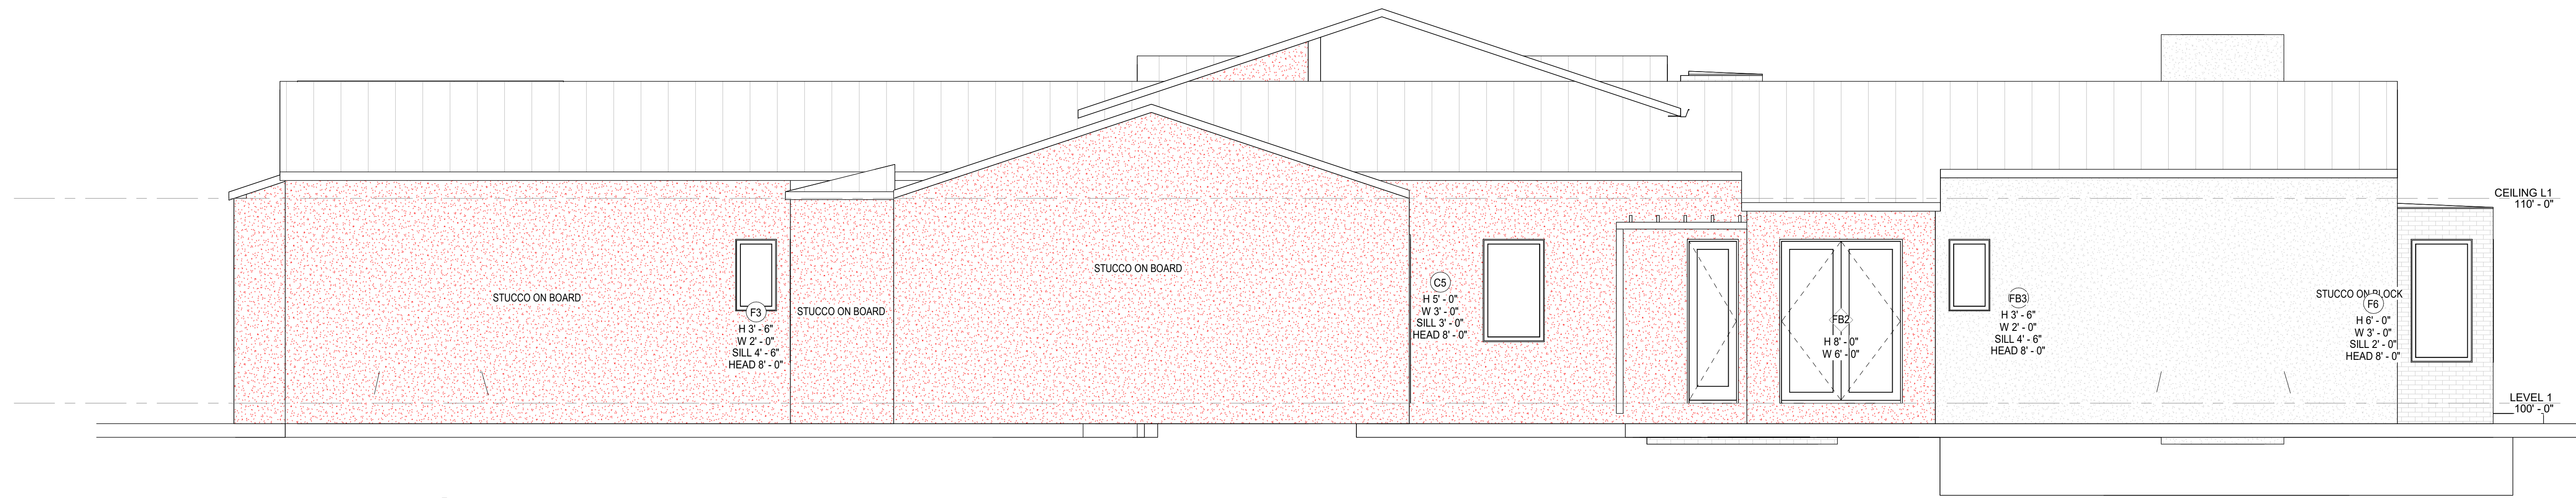 CEILING L1
110' - 0"
STUCCO ON BOARD
F3
H 3' - 6"
W 2' - 0"
SILL 4' - 6"
HEAD 8' - 0"
STUCCO ON BOARD
STUCCO ON BOARD
C5
H 5' - 0"
W 3' - 0"
SILL 3' - 0"
HEAD 8' - 0"
FB2
H 8' - 0"
W 6' - 0"
FB3
H 3' - 6"
W 2' - 0"
SILL 4' - 6"
HEAD 8' - 0"
STUCCO ON BLOCK
F6
H 6' - 0"
W 3' - 0"
SILL 2' - 0"
HEAD 8' - 0"
LEVEL 1
100' - 0"